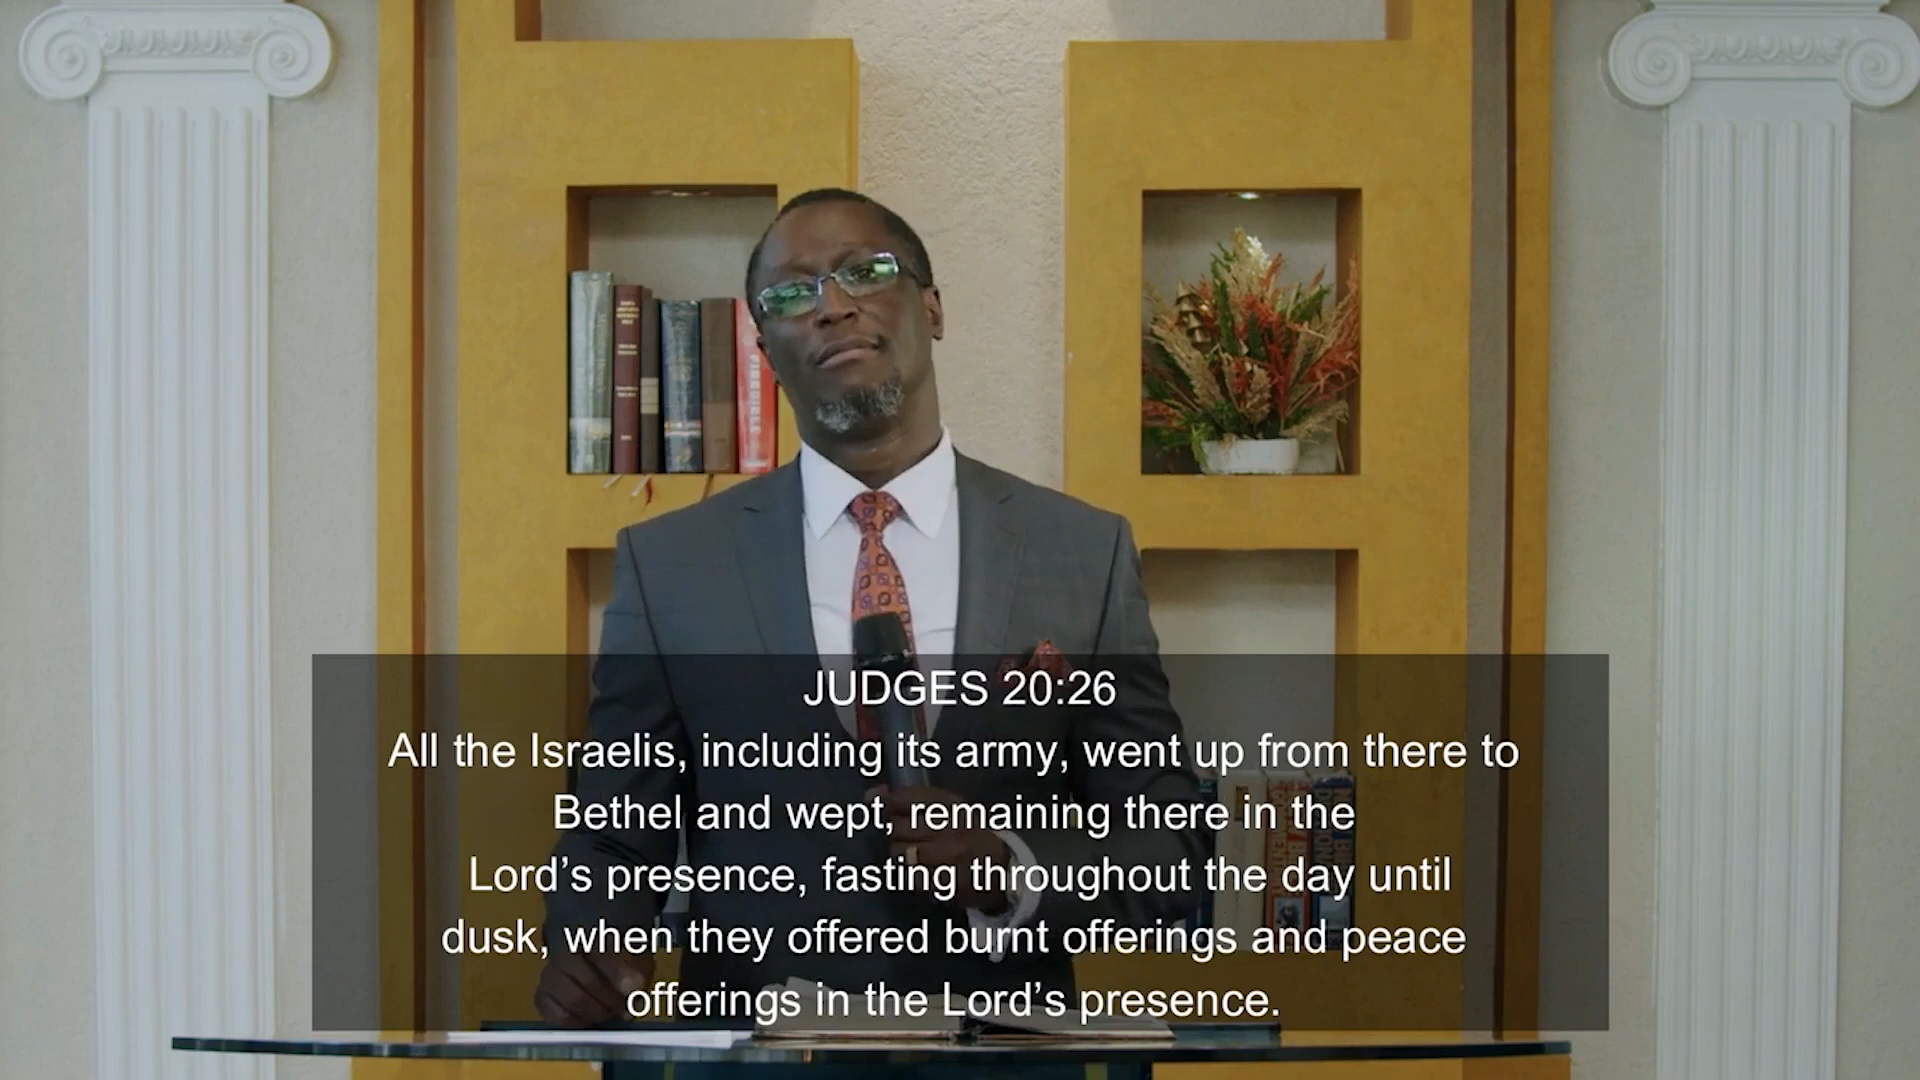 FIREBIBLE
JUDGES 20:26
All the Israelis, including its army, went up from there to
Bethel and wept, remaining there in the
Lord’s presence, fasting throughout the day until
dusk, when they offered burnt offerings and peace
offerings in the Lord’s presence.